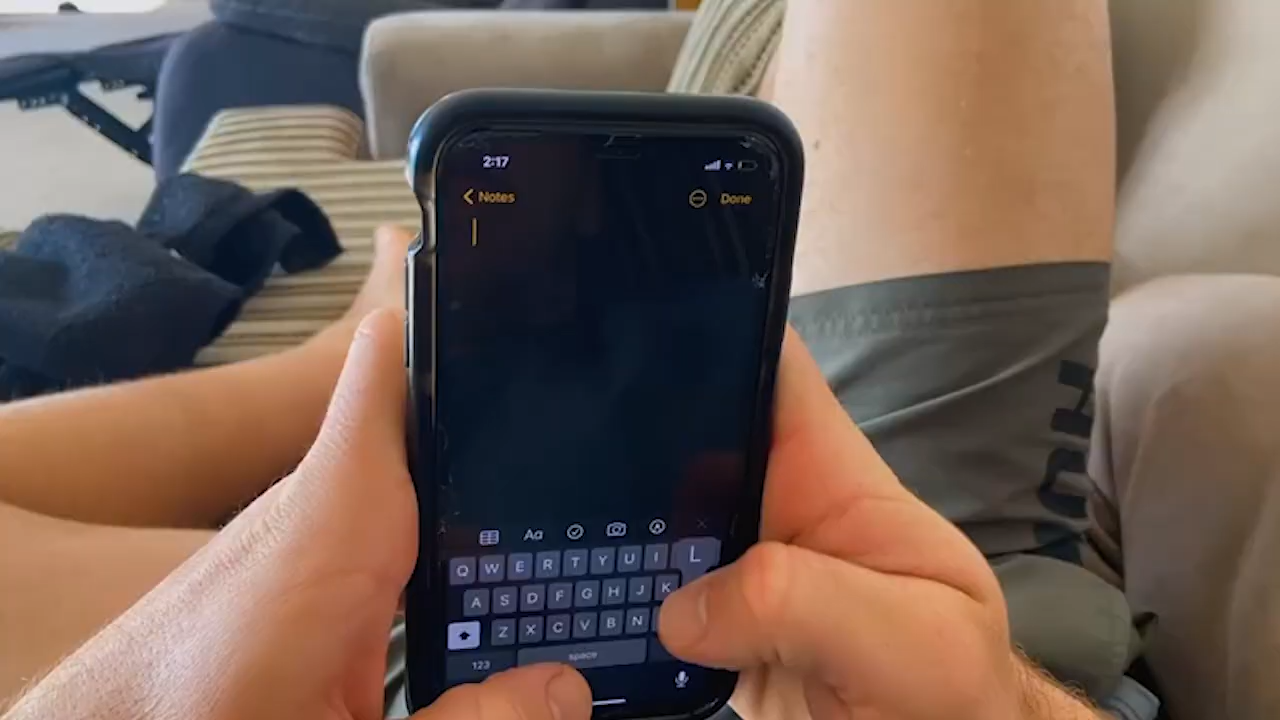 2:17
Notes
Done
Aa
Q W E R T Y U I L
A S D F G H J K
Z X C V B N
123
space